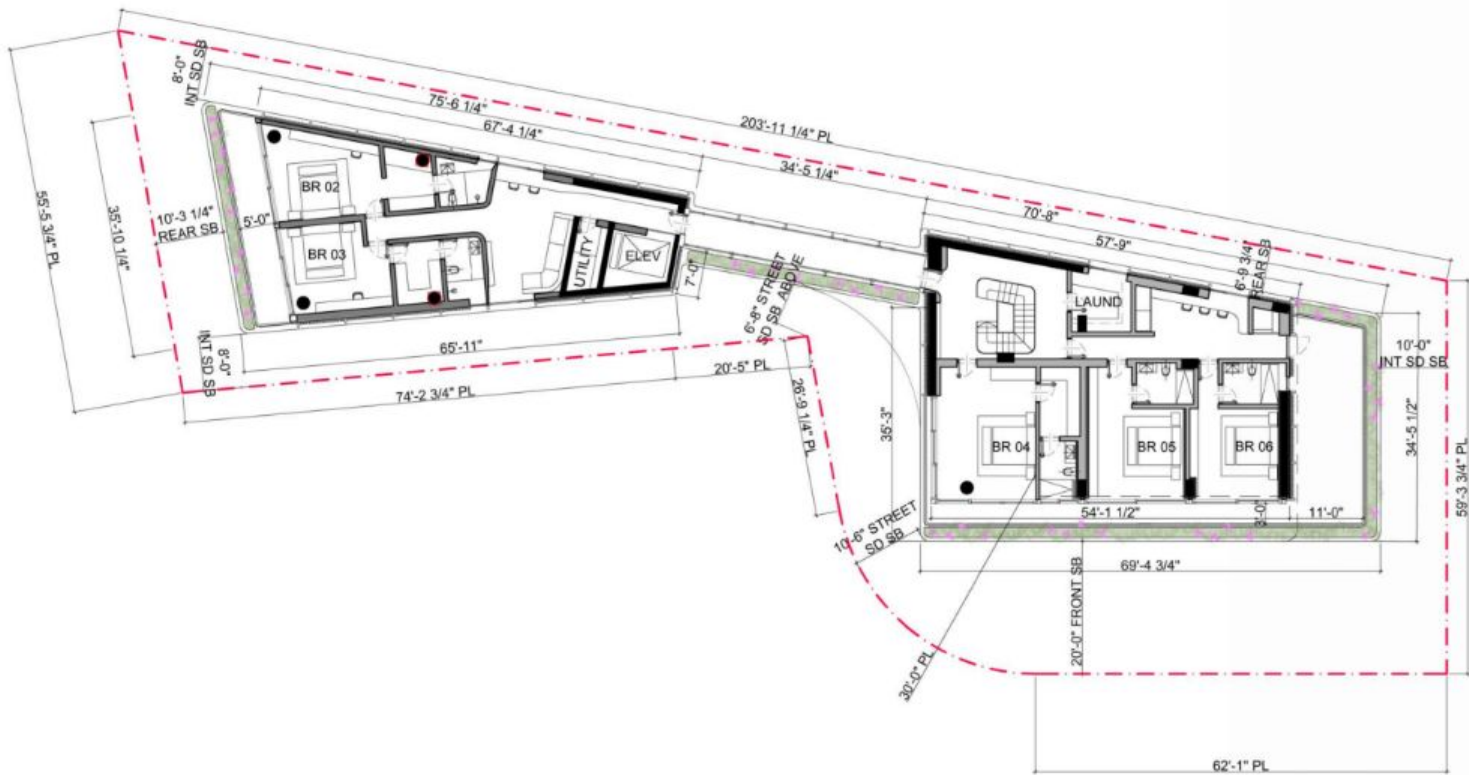 8'-0"
INT SD SB
75'-6 1/4"
67'-4 1/4"
203'-11 1/4" PL
34'-5 1/4"
70'-8"
57'-9"
6'-9 3/4"
REAR SB
55'-5 3/4" PL
35'-10 1/4"
10'-3 1/4"
REAR SB
5'-0"
BR 02
BR 03
UTILITY
ELEV
7'-0"
6'-8" STREET
SD SB ABOVE
LAUND
10'-0"
INT SD SB
INT SD SB
8'-0"
65'-11"
74'-2 3/4" PL
20'-5" PL
26'-9 1/4" PL
35'-3"
BR 04
BR 05
BR 06
34'-5 1/2"
59'-3 3/4" PL
10'-6" STREET
SD SB
54'-1 1/2"
3'-0"
11'-0"
69'-4 3/4"
20'-0" FRONT SB
30'-0" PL
62'-1" PL